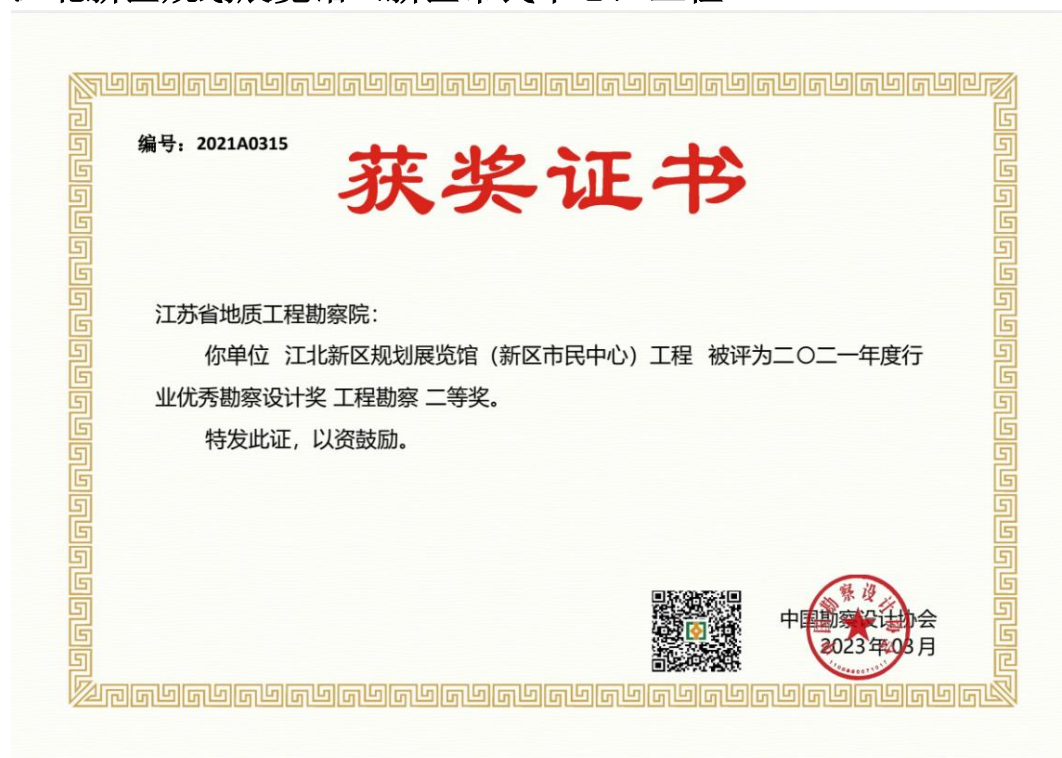 编号：2021A0315
获奖证书
江苏省地质工程勘察院：
你单位 江北新区规划展览馆（新区市民中心）工程 被评为二〇二一年度行
业优秀勘察设计奖 工程勘察 二等奖。
特发此证，以资鼓励。
中国勘察设计协会
2023年03月